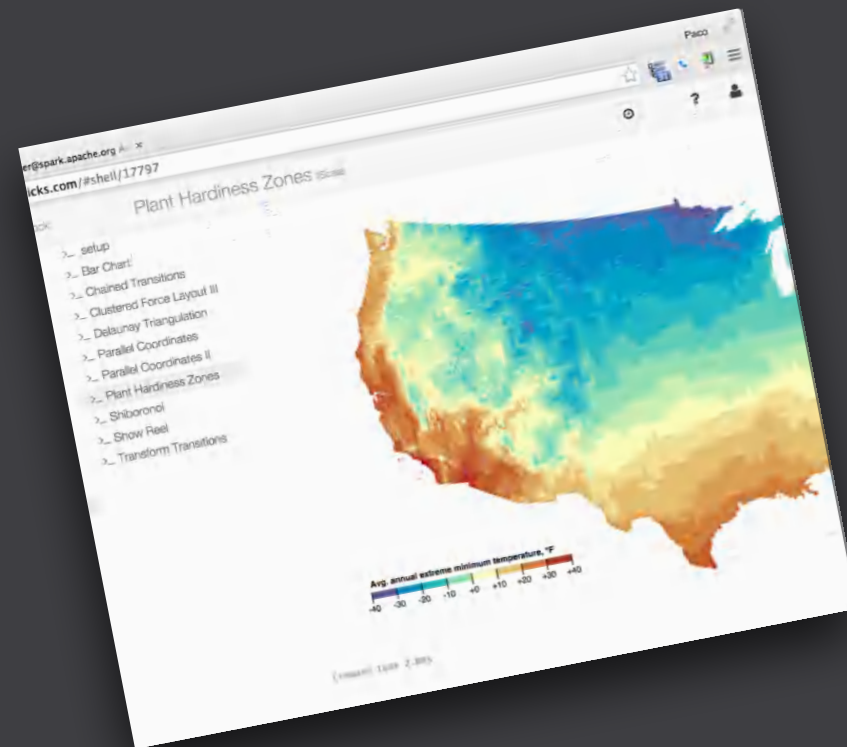 Paco
er@spark.apache.org
icks.com/#shell/17797
?
Plant Hardiness Zones
>_ setup
>_ Bar Chart
>_ Chained Transitions
>_ Clustered Force Layout III
>_ Delaunay Triangulation
>_ Parallel Coordinates
>_ Parallel Coordinates II
>_ Plant Hardiness Zones
>_ Shiboronoi
>_ Show Reel
>_ Transform Transitions
Avg. annual extreme minimum temperature, °F
-40 -30 -20 -10 +0 +10 +20 +30 +40